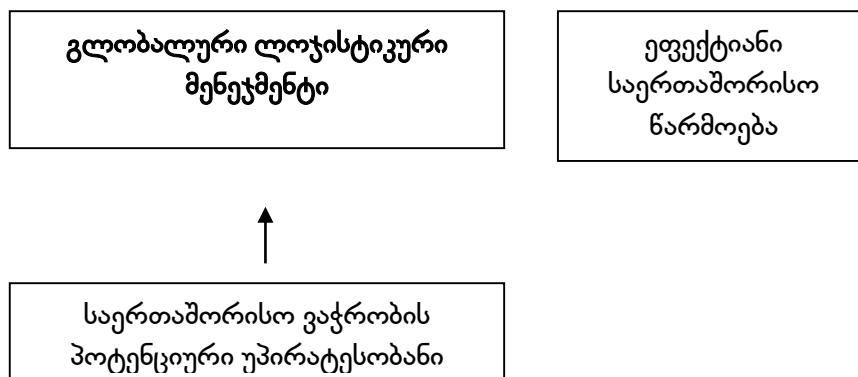 გლობალური ლოჯისტიკური
მენეჯმენტი
ეფექტიანი
საერთაშორისო
წარმოება
საერთაშორისო ვაჭრობის
პოტენციური უპირატესობანი